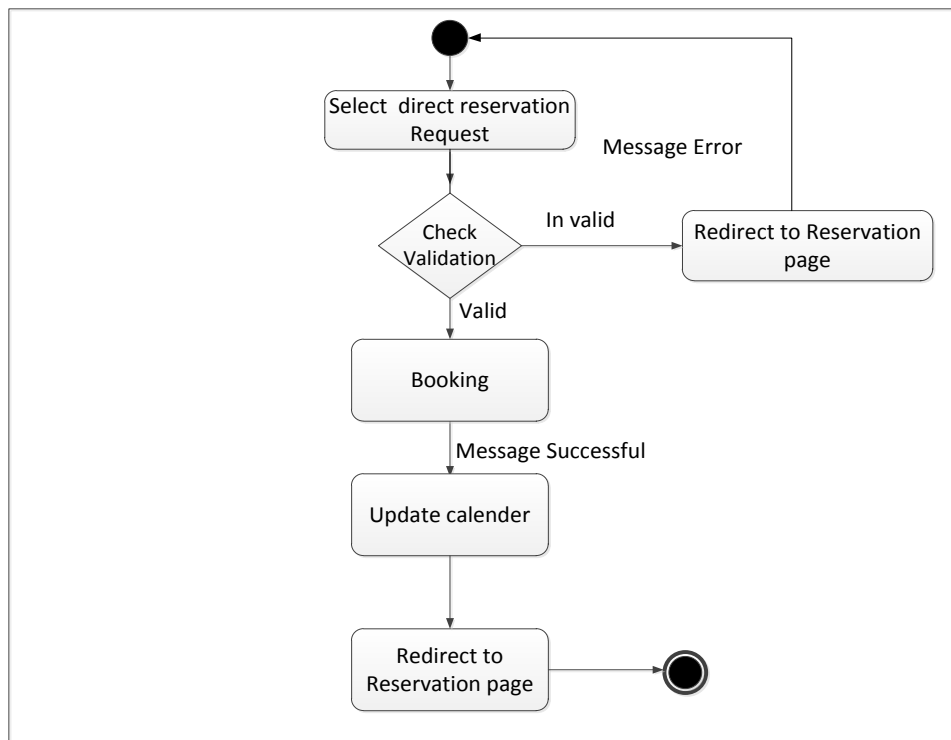 Select  direct reservation
Request
Message Error
In valid
Redirect to Reservation
page
Check
Validation
Valid
Booking
Message Successful
Update calender
Redirect to
Reservation page